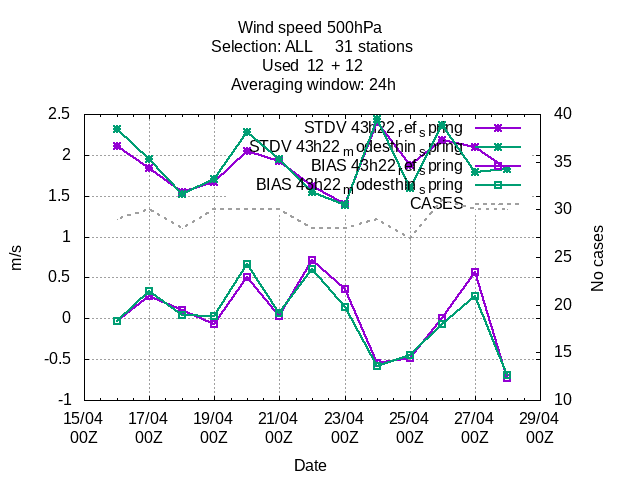 Wind speed 500hPa
Selection: ALL 31 stations
Used 12 + 12
Averaging window: 24h
2.5
2
1.5
1
0.5
0
-0.5
-1
40
35
30
25
20
15
10
m/s
No cases
STDV 43h22_ref_spring
STDV 43h22_modesthin_spring
BIAS 43h22_ref_spring
BIAS 43h22_modesthin_spring
CASES
15/04 17/04 19/04 21/04 23/04 25/04 27/04 29/04
00Z 00Z 00Z 00Z 00Z 00Z 00Z 00Z
Date